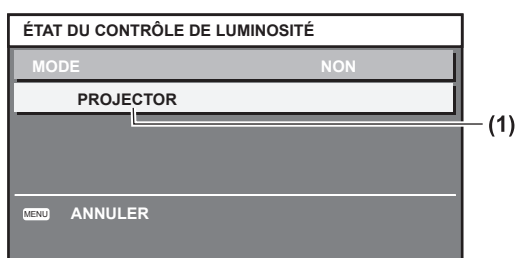 ÉTAT DU CONTRÔLE DE LUMINOSITÉ
MODE NON
PROJECTOR
(1)
MENU ANNULER